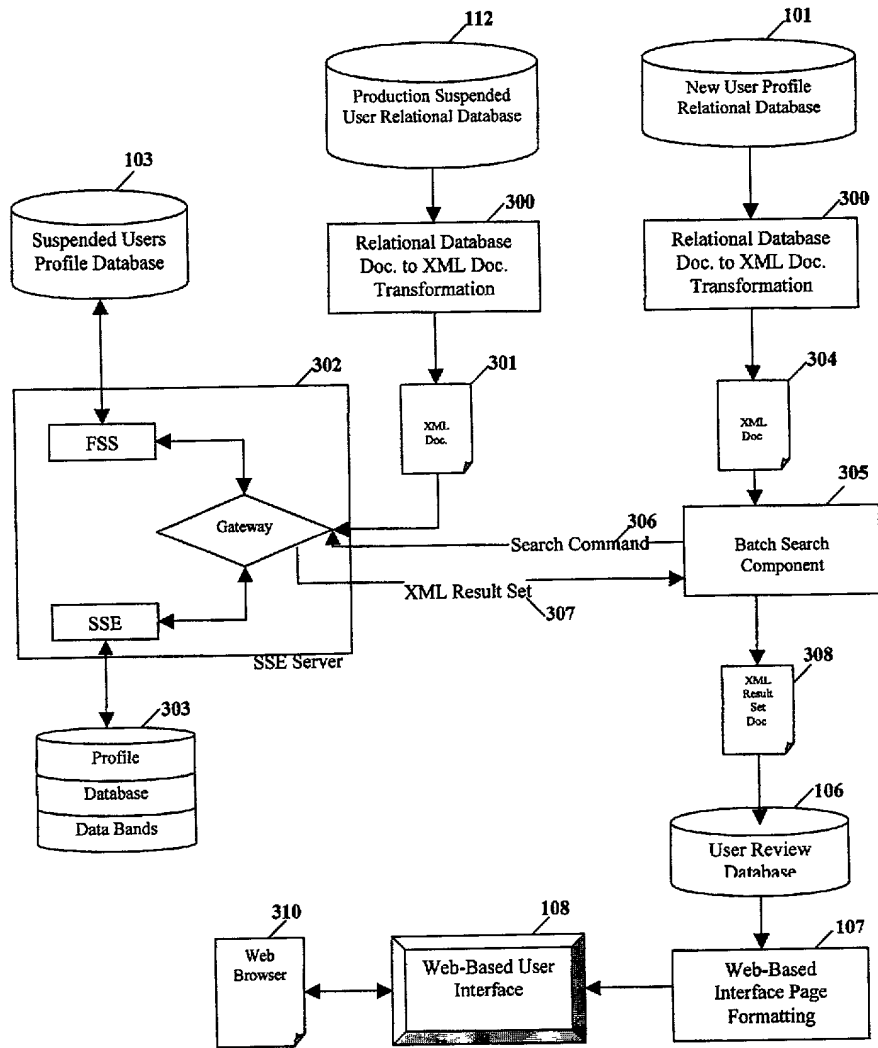 112
101
Production Suspended
User Relational Database
New User Profile
Relational Database
103
Suspended Users
Profile Database
300
Relational Database
Doc. to XML Doc.
Transformation
300
Relational Database
Doc. to XML Doc.
Transformation
302
301
XML
Doc.
304
XML
Doc
FSS
Gateway
SSE
SSE Server
306
Search Command
XML Result Set
307
305
Batch Search
Component
308
XML
Result
Set
Doc
303
Profile
Database
Data Bands
106
User Review
Database
310
Web
Browser
108
Web-Based User
Interface
107
Web-Based
Interface Page
Formatting